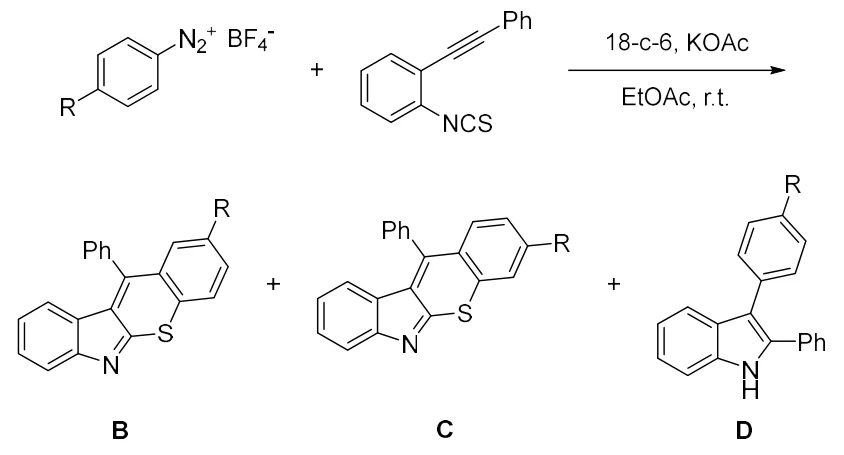 N2+ BF4-
R
+
Ph
NCS
18-c-6, KOAc
EtOAc, r.t.
Ph
R
S
N
B
+
Ph
R
S
N
C
+
R
Ph
N
H
D